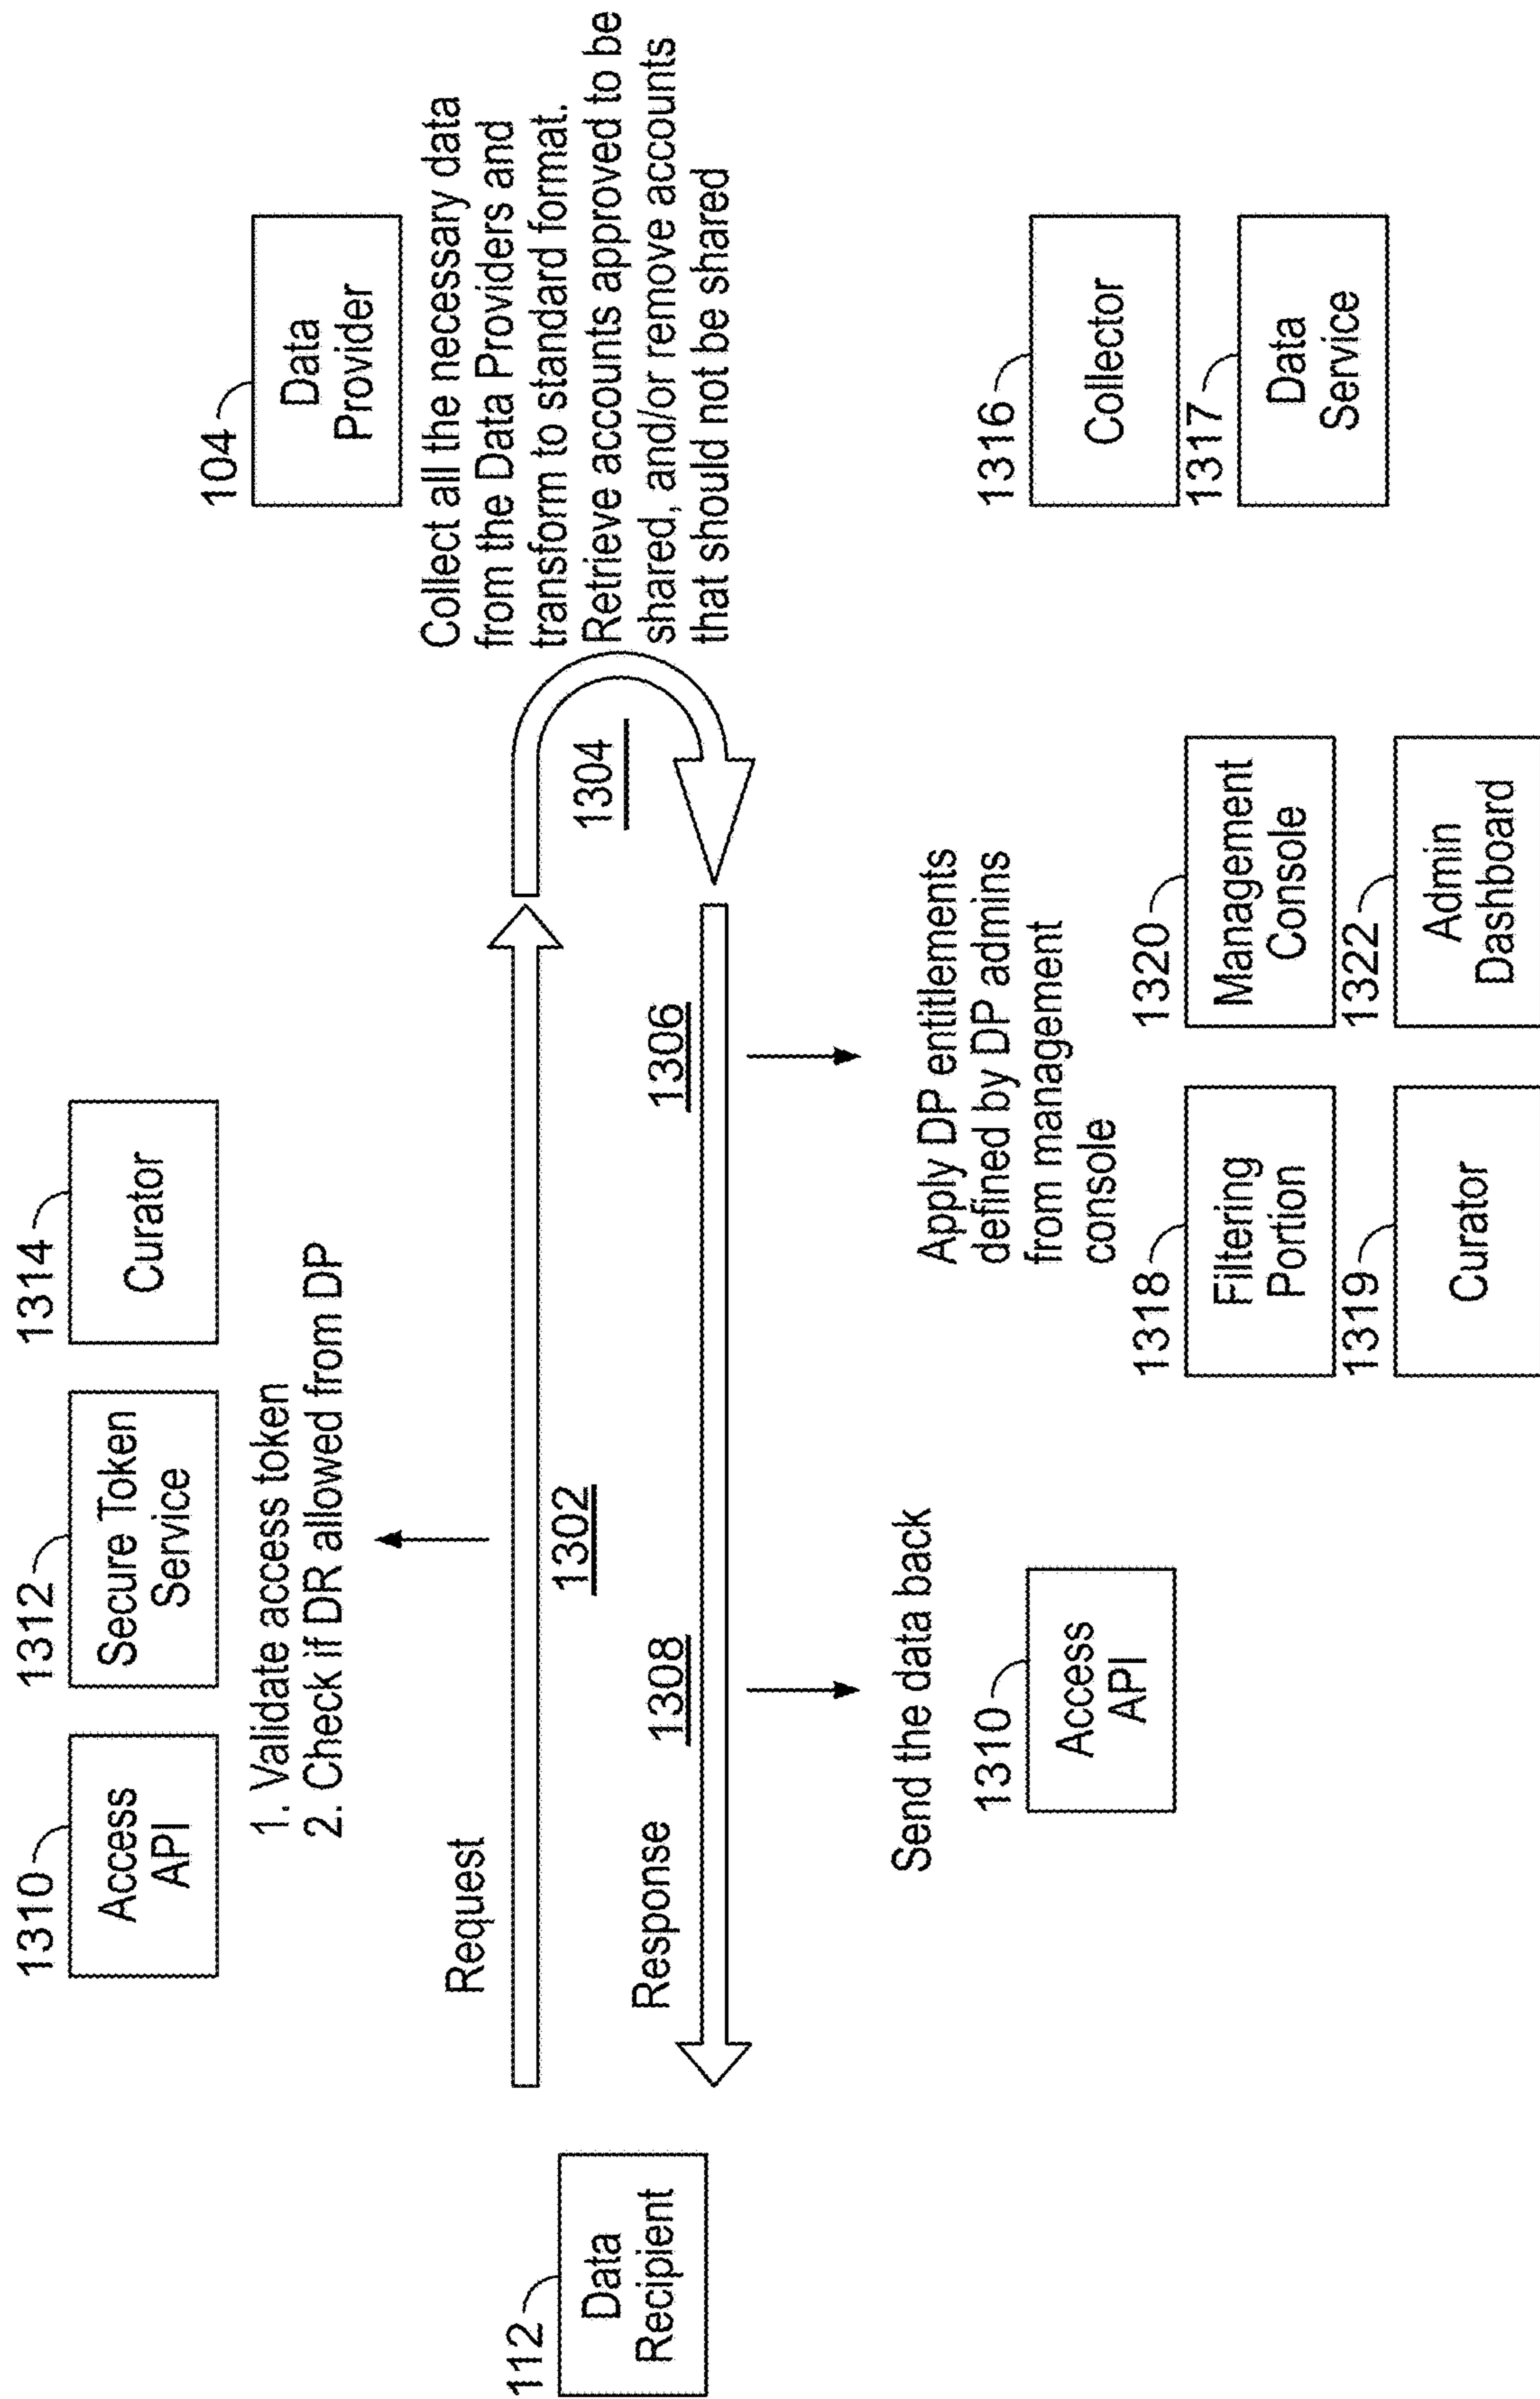 1310
Access
API
1312
Secure Token
Service
1314
Curator
1. Validate access token
2. Check if DR allowed from DP
104
Data
Provider
Collect all the necessary data
from the Data Providers and
transform to standard format.
Retrieve accounts approved to be
shared, and/or remove accounts
that should not be shared
Request
1302
1304
112
Data
Recipient
Response
1308
1306
Send the data back
1310
Access
API
Apply DP entitlements
defined by DP admins
from management
console
1318
Filtering
Portion
1320
Management
Console
1319
Curator
1322
Admin
Dashboard
1316
Collector
1317
Data
Service